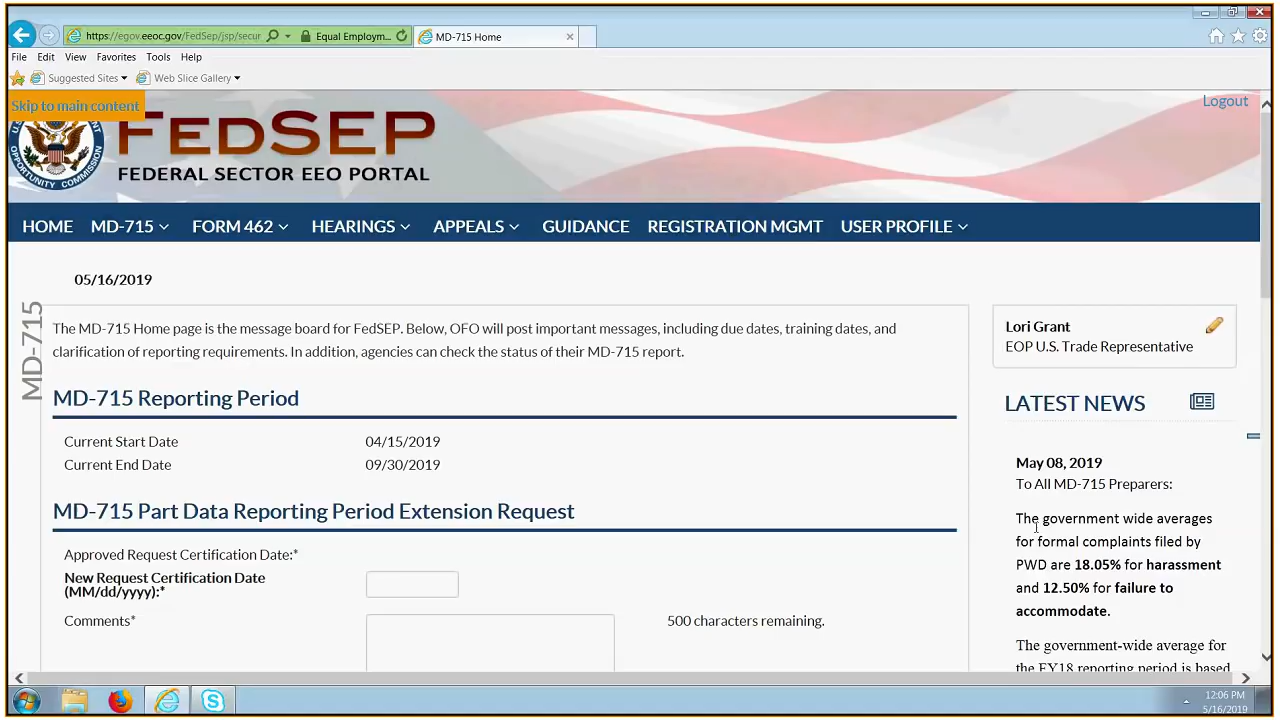 https://egov.eeoc.gov/FedSep/jsp/secur
Equal Employm...
MD-715 Home
File Edit View Favorites Tools Help
Suggested Sites
Web Slice Gallery
Skip to main content
Logout
OPPORTUNITY COMMISSION
FedSEP
FEDERAL SECTOR EEO PORTAL
HOME MD-715 FORM 462 HEARINGS APPEALS GUIDANCE REGISTRATION MGMT USER PROFILE
05/16/2019
MD-715
The MD-715 Home page is the message board for FedSEP. Below, OFO will post important messages, including due dates, training dates, and
clarification of reporting requirements. In addition, agencies can check the status of their MD-715 report.
MD-715 Reporting Period
Current Start Date 04/15/2019
Current End Date 09/30/2019
MD-715 Part Data Reporting Period Extension Request
Approved Request Certification Date:*
New Request Certification Date
(MM/dd/yyyy):*
Comments* 500 characters remaining.
Lori Grant
EOP U.S. Trade Representative
LATEST NEWS
May 08, 2019
To All MD-715 Preparers:
The government wide averages
for formal complaints filed by
PWD are 18.05% for harassment
and 12.50% for failure to
accommodate.
The government-wide average for
the FY18 reporting period is based
12:06 PM
5/16/2019